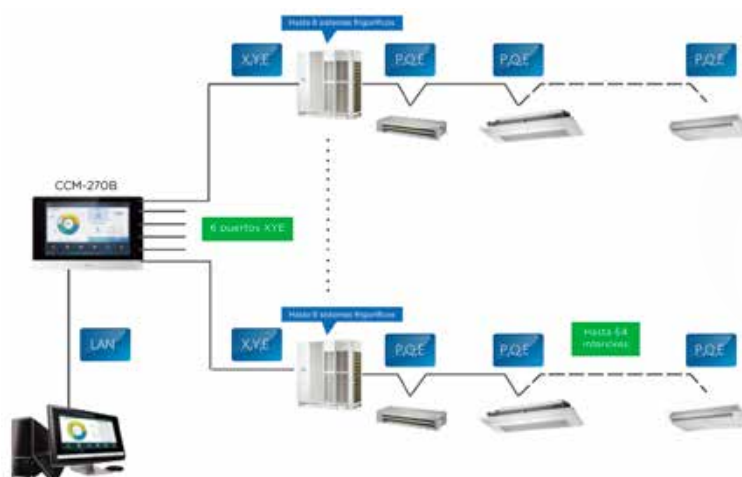 Hasta 8 sistemas frigoríficos
X,Y,E
P,Q,E
P,Q,E
P,Q,E
CCM-270B
6 puertos XYE
Hasta 8 sistemas frigoríficos
LAN
X,Y,E
P,Q,E
P,Q,E
Hasta 64
interiores
P,Q,E